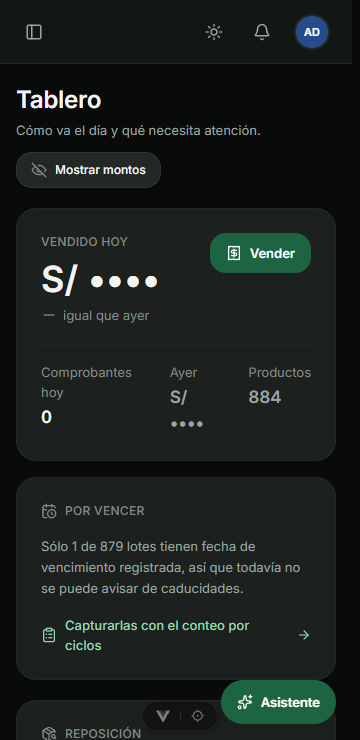 AD
Tablero
Cómo va el día y qué necesita atención.
Mostrar montos
VENDIDO HOY
Vender
S/ ••••
— igual que ayer
Comprobantes
hoy
0
Ayer
S/
••••
Productos
884
POR VENCER
Sólo 1 de 879 lotes tienen fecha de
vencimiento registrada, así que todavía no
se puede avisar de caducidades.
Capturarlas con el conteo por
ciclos
Asistente
REPOSICIÓN